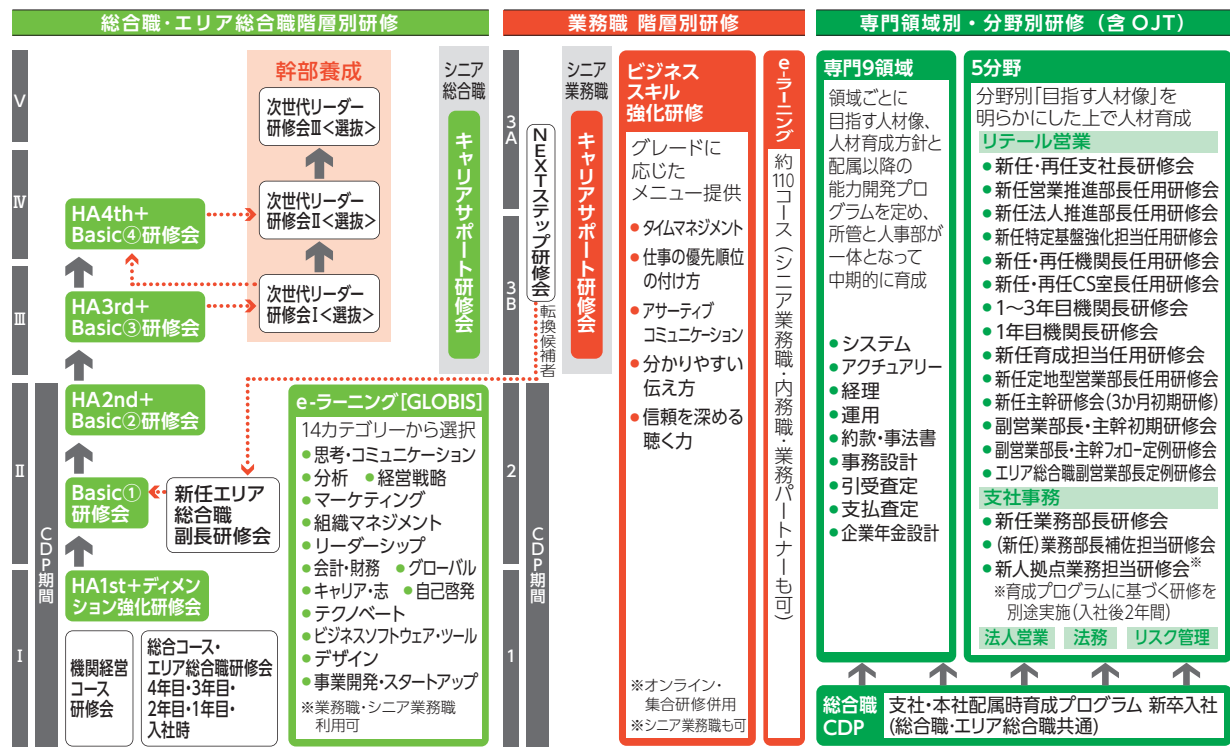 総合職・エリア総合職階層別研修
Ⅴ
Ⅳ
Ⅲ
Ⅱ
Ⅰ
CDP期間
幹部養成
次世代リーダー
研修会Ⅲ<選抜>
次世代リーダー
研修会Ⅱ<選抜>
次世代リーダー
研修会Ⅰ<選抜>
HA4th+
Basic④研修会
HA3rd+
Basic③研修会
HA2nd+
Basic②研修会
Basic①
研修会
新任エリア
総合職
副長研修会
HA1st+ディメン
ション強化研修会
機関経営
コース
研修会
総合コース・
エリア総合職研修会
4年目・3年目・
2年目・1年目・
入社時
シニア
総合職
キャリアサポート研修会
e-ラーニング[GLOBIS]
14カテゴリーから選択
●思考・コミュニケーション
●分析 ●経営戦略
●マーケティング
●組織マネジメント
●リーダーシップ
●会計・財務 ●グローバル
●キャリア・志 ●自己啓発
●テクノベート
●ビジネスソフトウェア・ツール
●デザイン
●事業開発・スタートアップ
※業務職・シニア業務職
利用可
業務職 階層別研修
3A
3B
2
1
CDP期間
NEXTステップ研修会
転換候補者
シニア
業務職
キャリアサポート研修会
ビジネス
スキル
強化研修
グレードに
応じた
メニュー提供
●タイムマネジメント
●仕事の優先順位
の付け方
●アサーティブ
コミュニケーション
●分かりやすい
伝え方
●信頼を深める
聴く力
※オンライン・
集合研修併用
※シニア業務職も可
e-ラーニング
約110コース(シニア業務職・内務職・業務パートナーも可)
専門領域別・分野別研修(含OJT)
専門9領域
領域ごとに
目指す人材像、
人材育成方針と
配属以降の
能力開発プロ
グラムを定め、
所管と人事部が
一体となって
中期的に育成
●システム
●アクチュアリー
●経理
●運用
●約款・事法書
●事務設計
●引受査定
●支払査定
●企業年金設計
5分野
分野別「目指す人材像」を
明らかにした上で人材育成
リテール営業
●新任・再任支社長研修会
●新任営業推進部長任用研修会
●新任法人推進部長任用研修会
●新任特定基盤強化担当任用研修会
●新任・再任機関長任用研修会
●新任・再任CS室長任用研修会
●1〜3年目機関長研修会
●1年目機関長研修会
●新任育成担当任用研修会
●新任定地型営業部長任用研修会
●新任主幹研修会(3か月初期研修)
●副営業部長・主幹初期研修会
●副営業部長・主幹フォロー定例研修会
●エリア総合職副営業部長定例研修会
支社事務
●新任業務部長研修会
●(新任)業務部長補佐担当研修会
●新人拠点業務担当研修会※
※育成プログラムに基づく研修を
別途実施(入社後2年間)
法人営業 法務 リスク管理
総合職
CDP
支社・本社配属時育成プログラム 新卒入社
(総合職・エリア総合職共通)